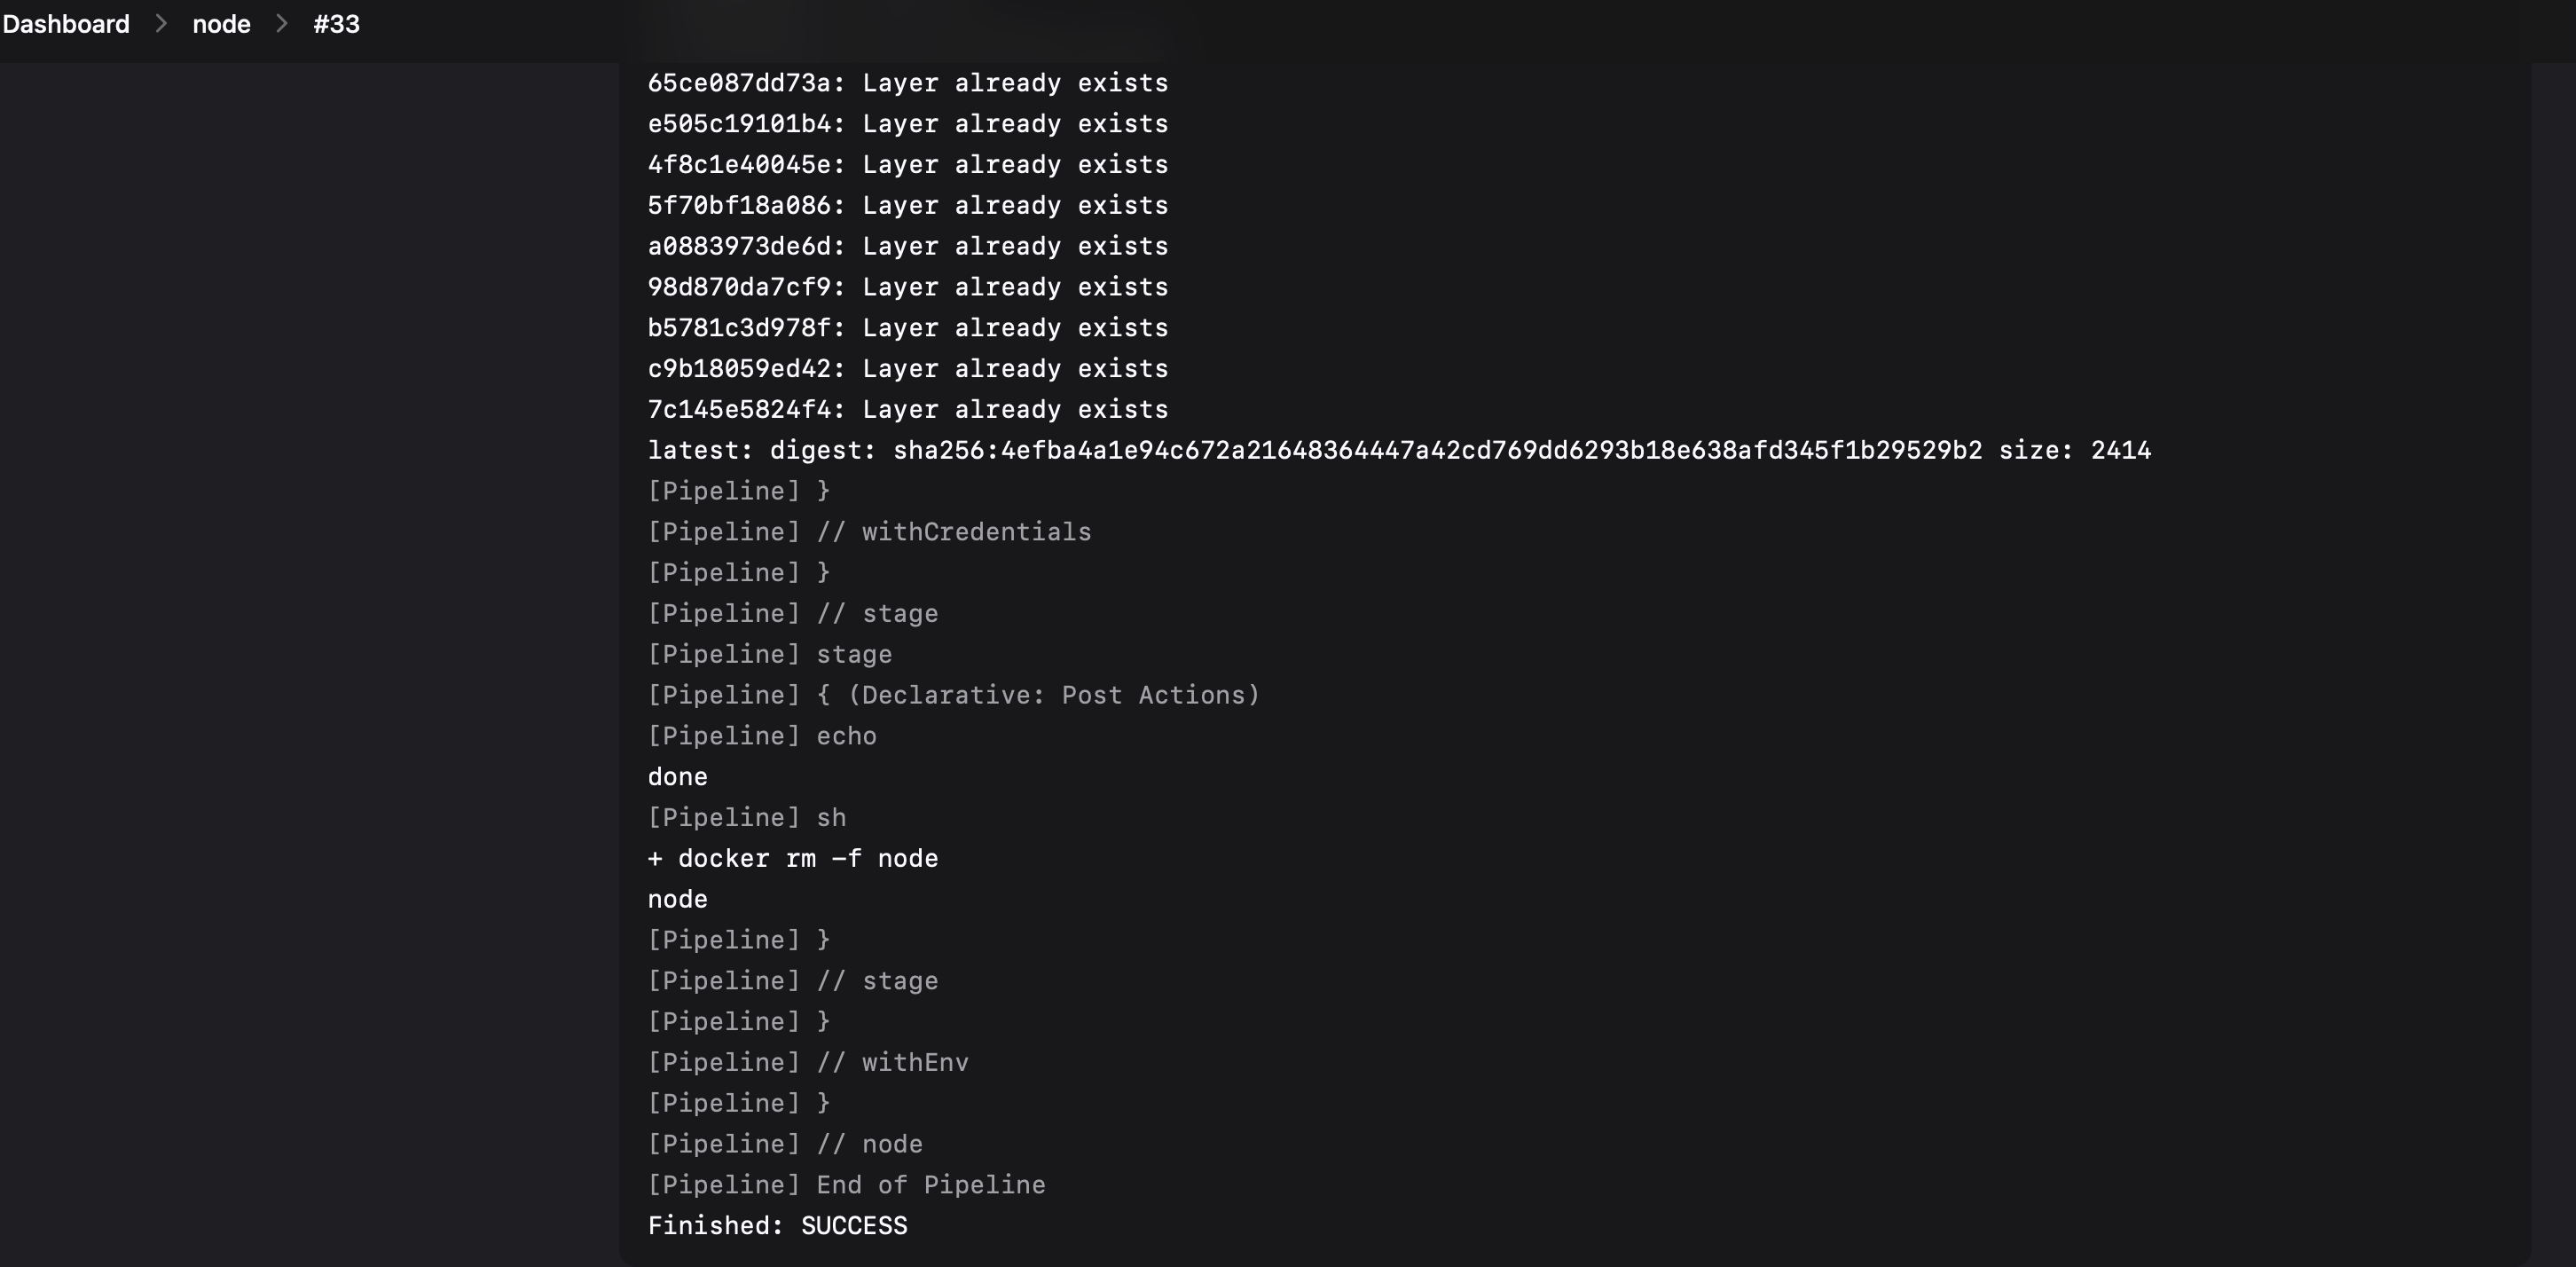 Dashboard > node > #33
65ce087dd73a: Layer already exists
e505c19101b4: Layer already exists
4f8c1e40045e: Layer already exists
5f70bf18a086: Layer already exists
a0883973de6d: Layer already exists
98d870da7cf9: Layer already exists
b5781c3d978f: Layer already exists
c9b18059ed42: Layer already exists
7c145e5824f4: Layer already exists
latest: digest: sha256:4efba4a1e94c672a21648364447a42cd769dd6293b18e638afd345f1b29529b2 size: 2414
[Pipeline] }
[Pipeline] // withCredentials
[Pipeline] }
[Pipeline] // stage
[Pipeline] stage
[Pipeline] { (Declarative: Post Actions)
[Pipeline] echo
done
[Pipeline] sh
+ docker rm -f node
node
[Pipeline] }
[Pipeline] // stage
[Pipeline] }
[Pipeline] // withEnv
[Pipeline] }
[Pipeline] // node
[Pipeline] End of Pipeline
Finished: SUCCESS